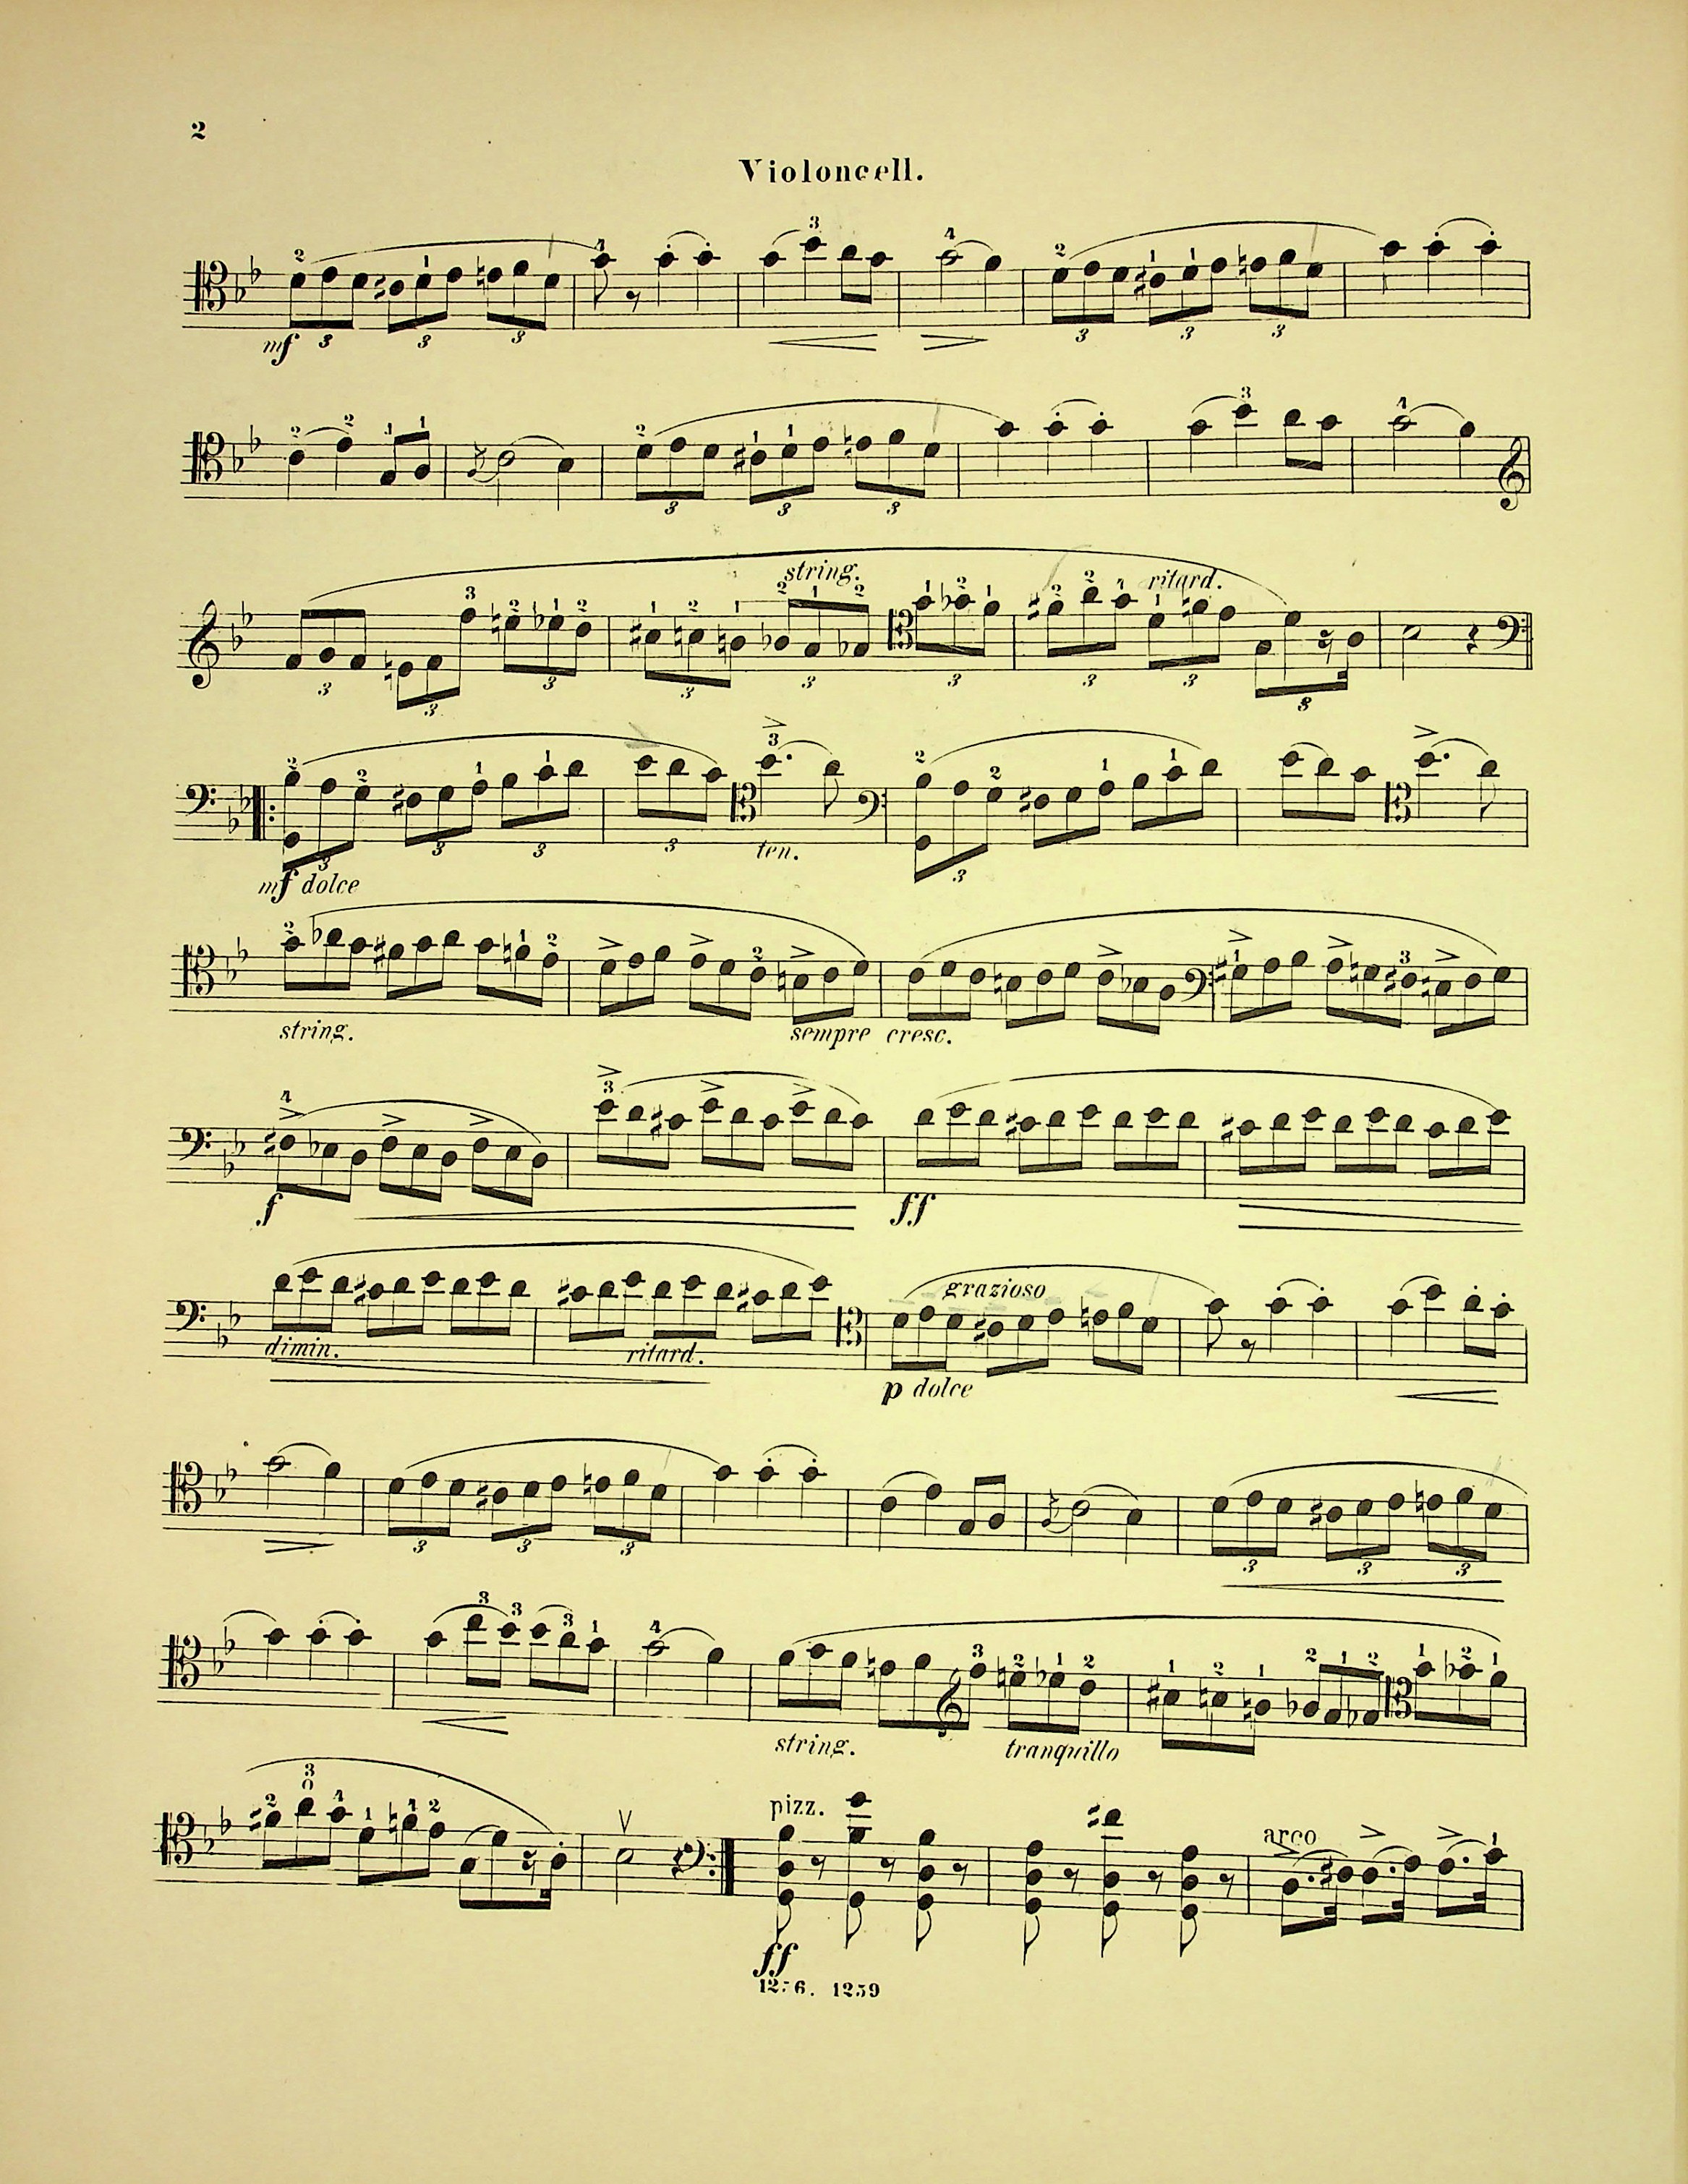 2
Violoncell.
mf
string.
ritard.
ten.
mf dolce
string.
sempre cresc.
f
ff
grazioso
dimin.
ritard.
p dolce
string.
tranquillo
pizz.
arco
ff
1259